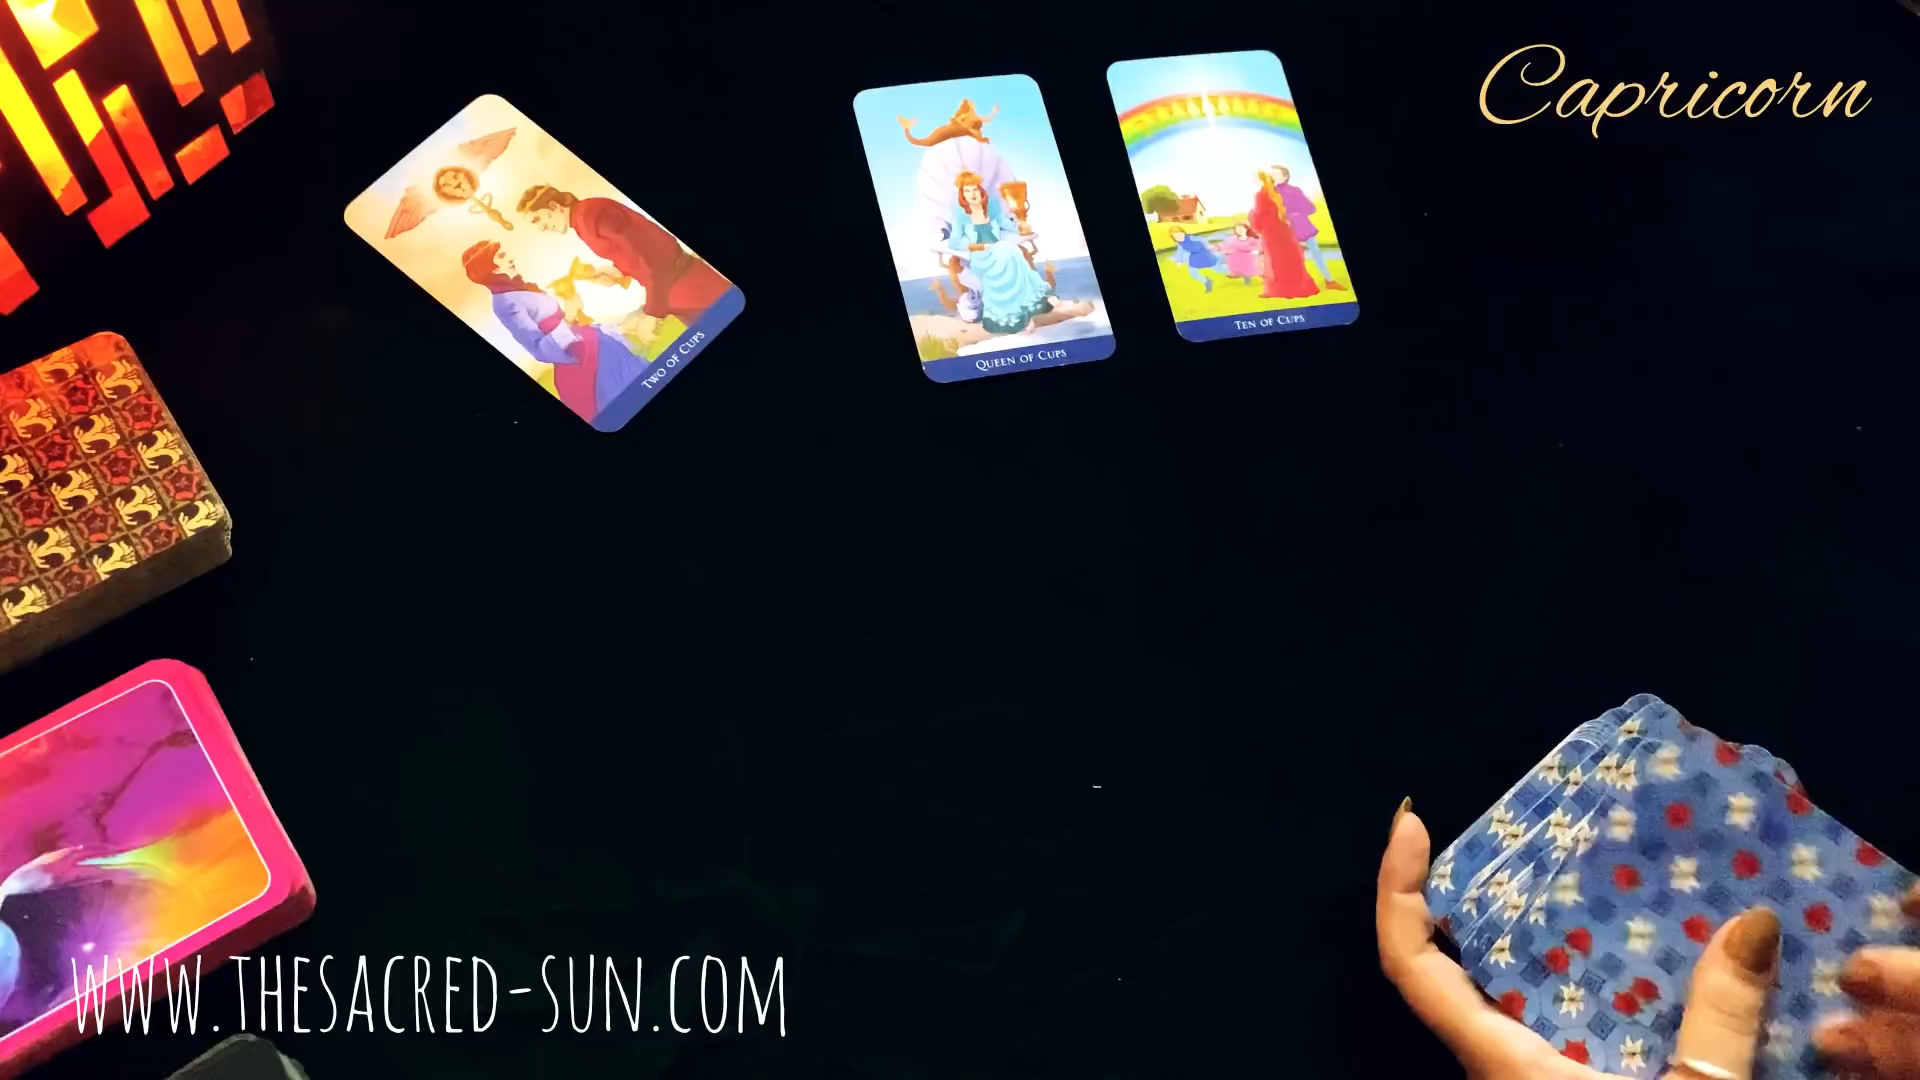 Capricorn
Two of Cups
Queen of Cups
Ten of Cups
www.thesacred-sun.com